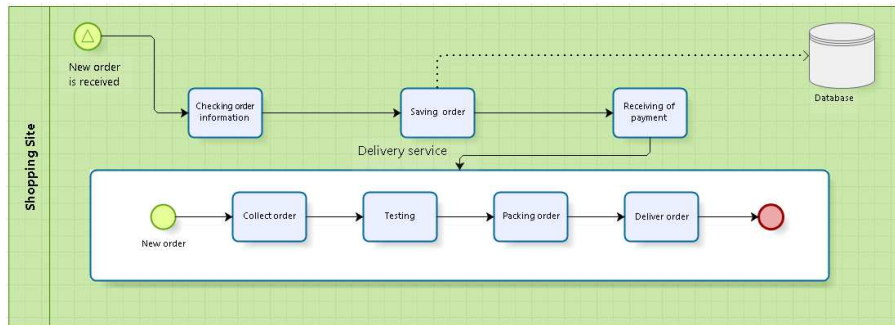 Shopping Site
New order
is received
Database
Checking order
information
Saving order
Receiving of
payment
Delivery service
New order
Collect order
Testing
Packing order
Deliver order